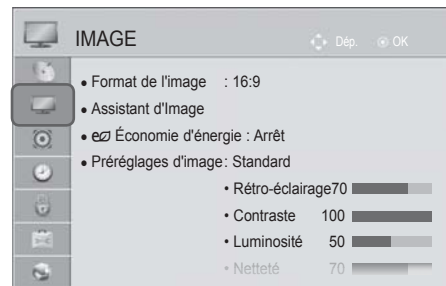 IMAGE
Dép. OK
• Format de l'image : 16:9
• Assistant d'Image
• Économie d'énergie : Arrêt
• Préréglages d'image: Standard
• Rétro-éclairage70
• Contraste 100
• Luminosité 50
• Netteté 70